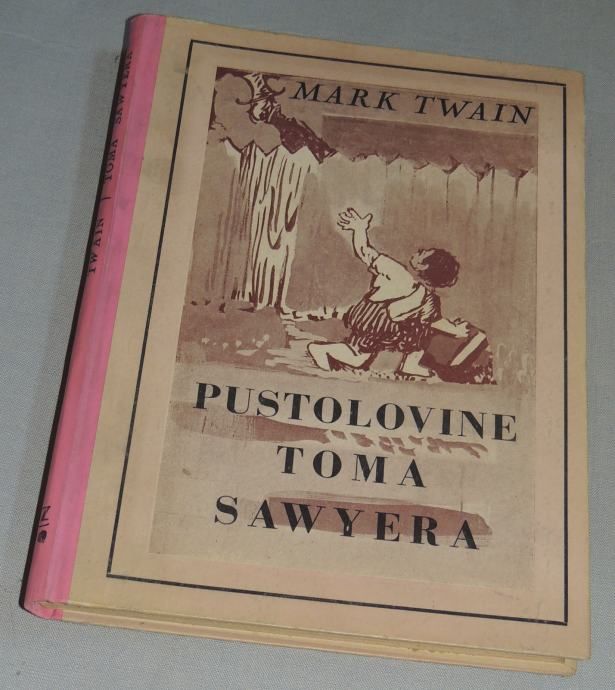 MARK TWAIN
PUSTOLOVINE
TOMA
SAWYERA
TWAIN / TOMA SAWYERA